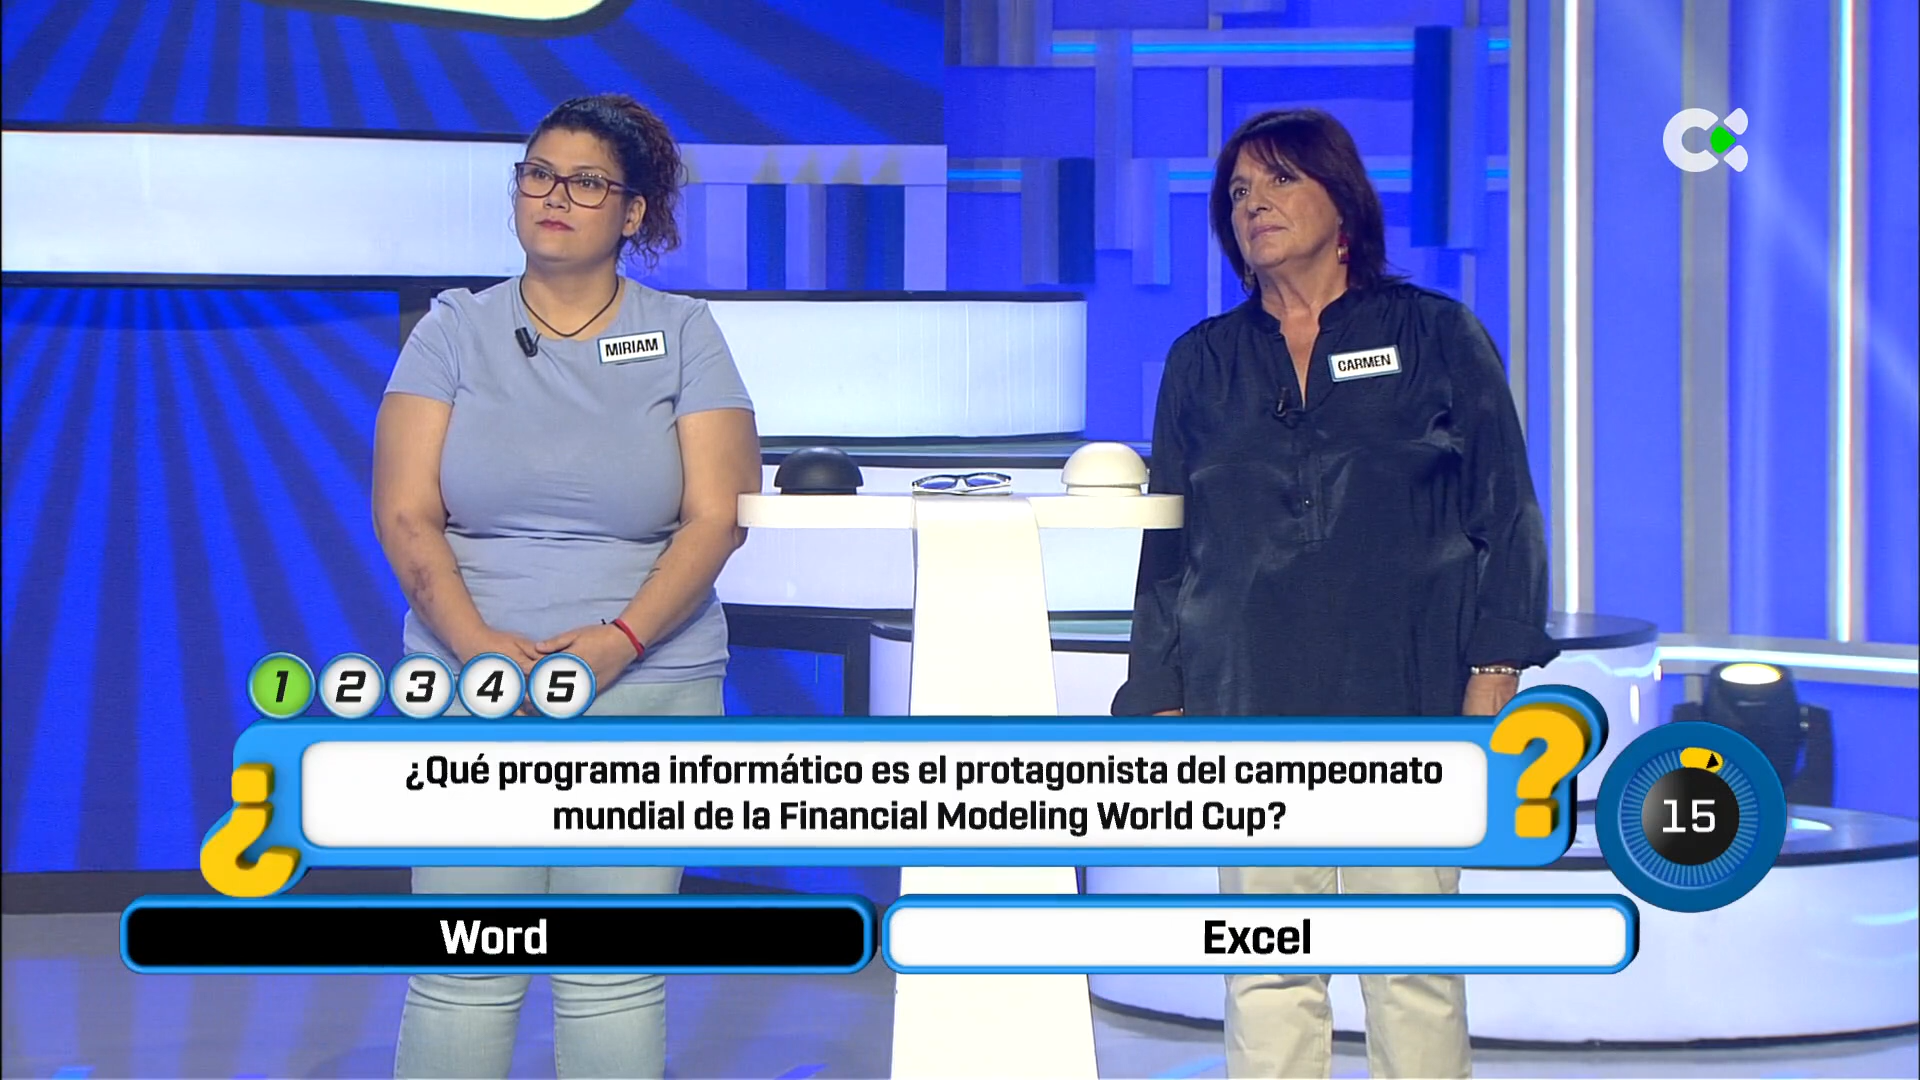 MIRIAM
CARMEN
1 2 3 4 5
¿Qué programa informático es el protagonista del campeonato
mundial de la Financial Modeling World Cup?
15
Word
Excel